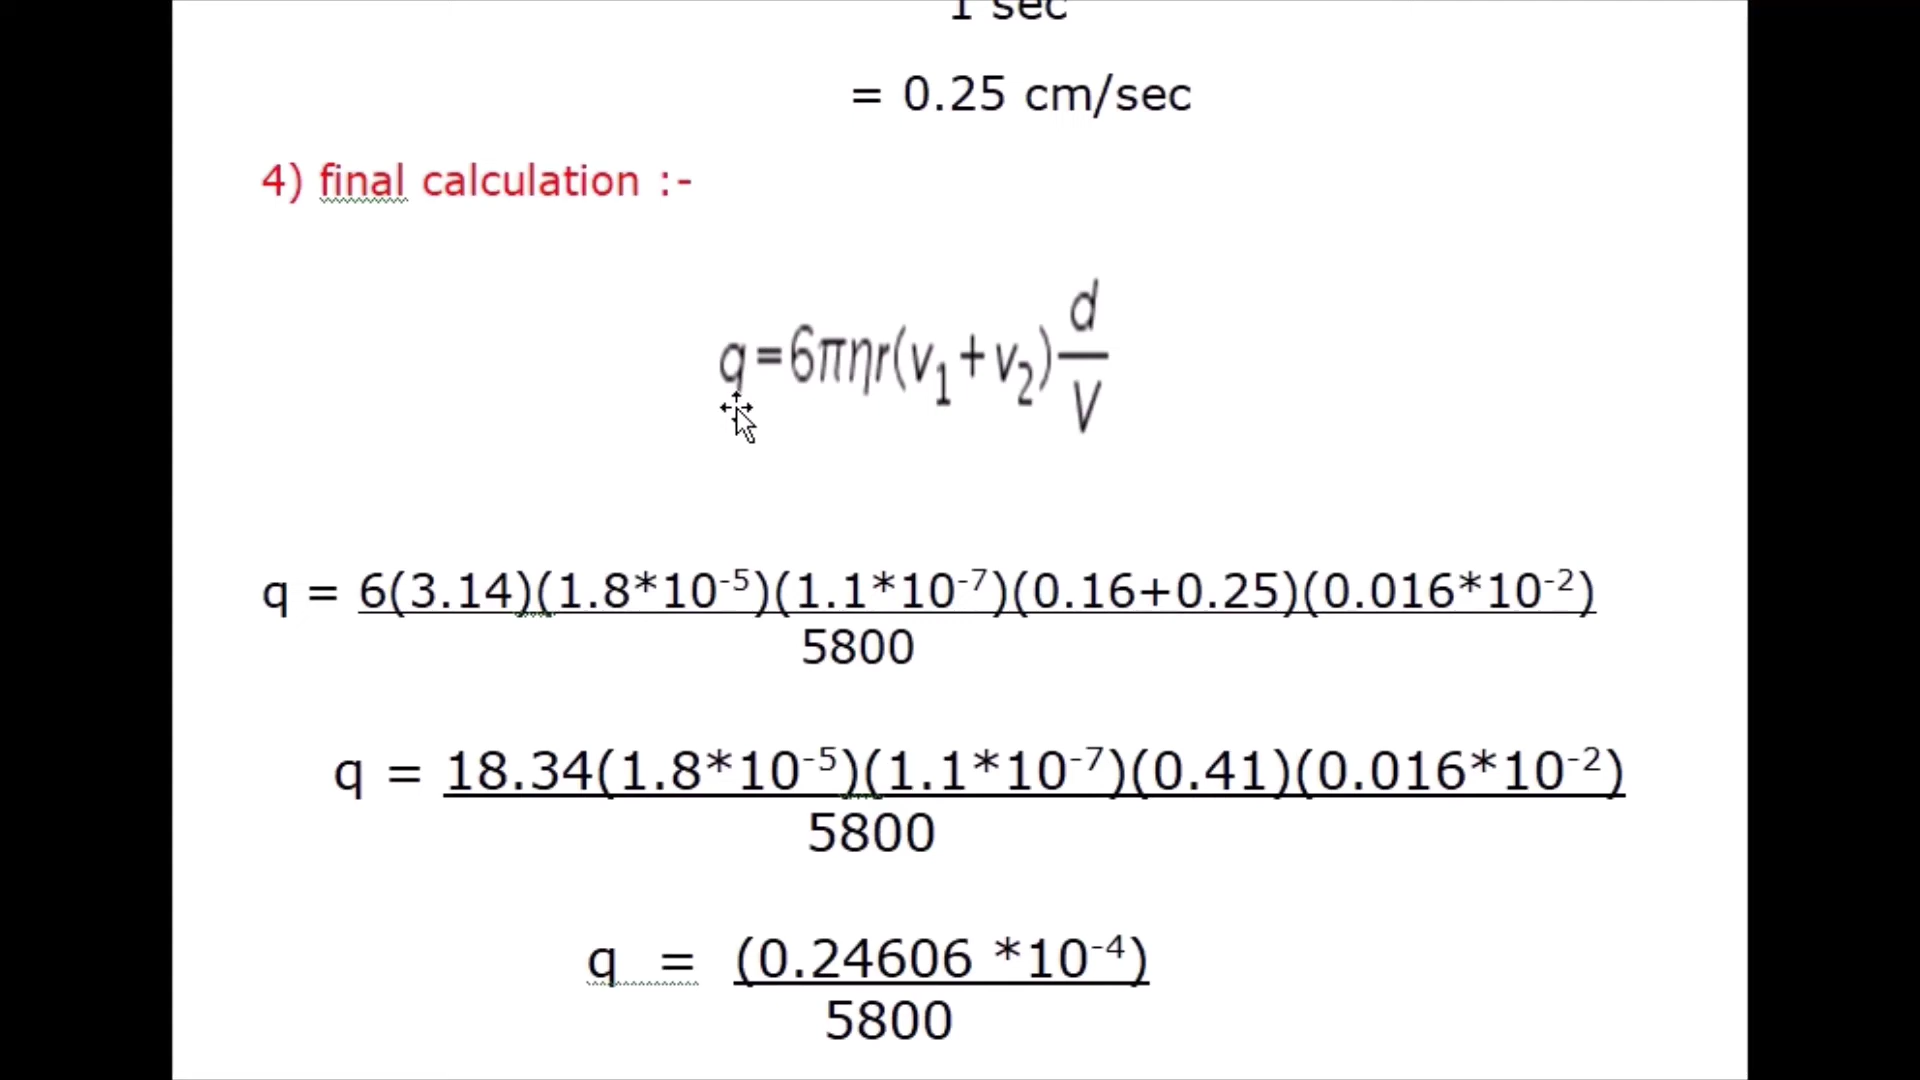 1 sec
= 0.25 cm/sec
4) final calculation :-
q=6πηr(v₁+v₂) d/V
q = 6(3.14)(1.8*10⁻⁵)(1.1*10⁻⁷)(0.16+0.25)(0.016*10⁻²)
5800
q = 18.34(1.8*10⁻⁵)(1.1*10⁻⁷)(0.41)(0.016*10⁻²)
5800
q = (0.24606 *10⁻⁴)
5800